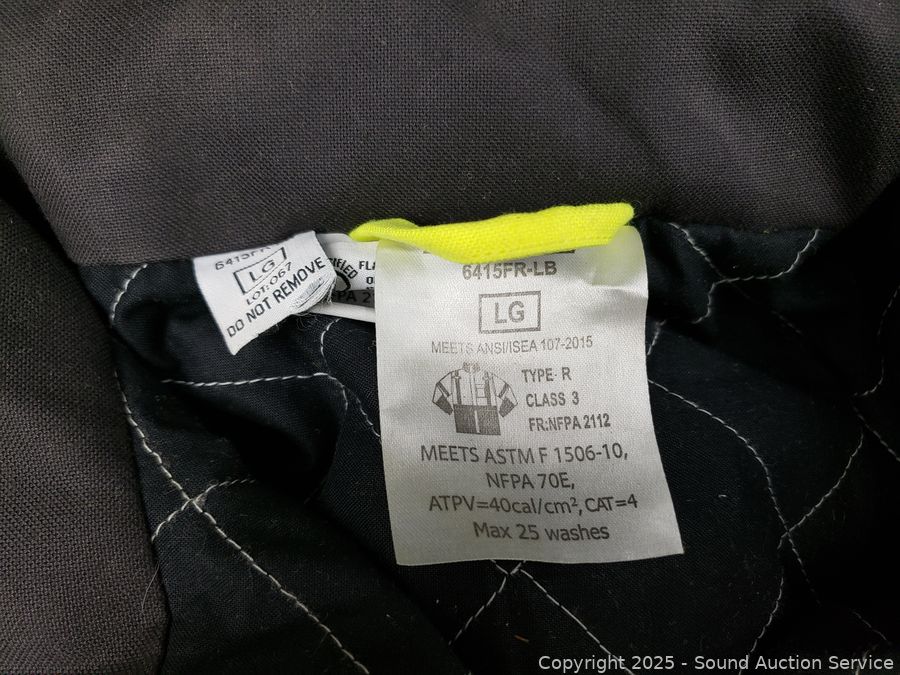 6415FR
LG
LOT:067
DO NOT REMOVE
FLA
6415FR-LB
LG
MEETS ANSI/ISEA 107-2015
TYPE R
CLASS 3
FR:NFPA 2112
MEETS ASTM F 1506-10,
NFPA 70E,
ATPV=40cal/cm², CAT=4
Max 25 washes
Copyright 2025 - Sound Auction Service